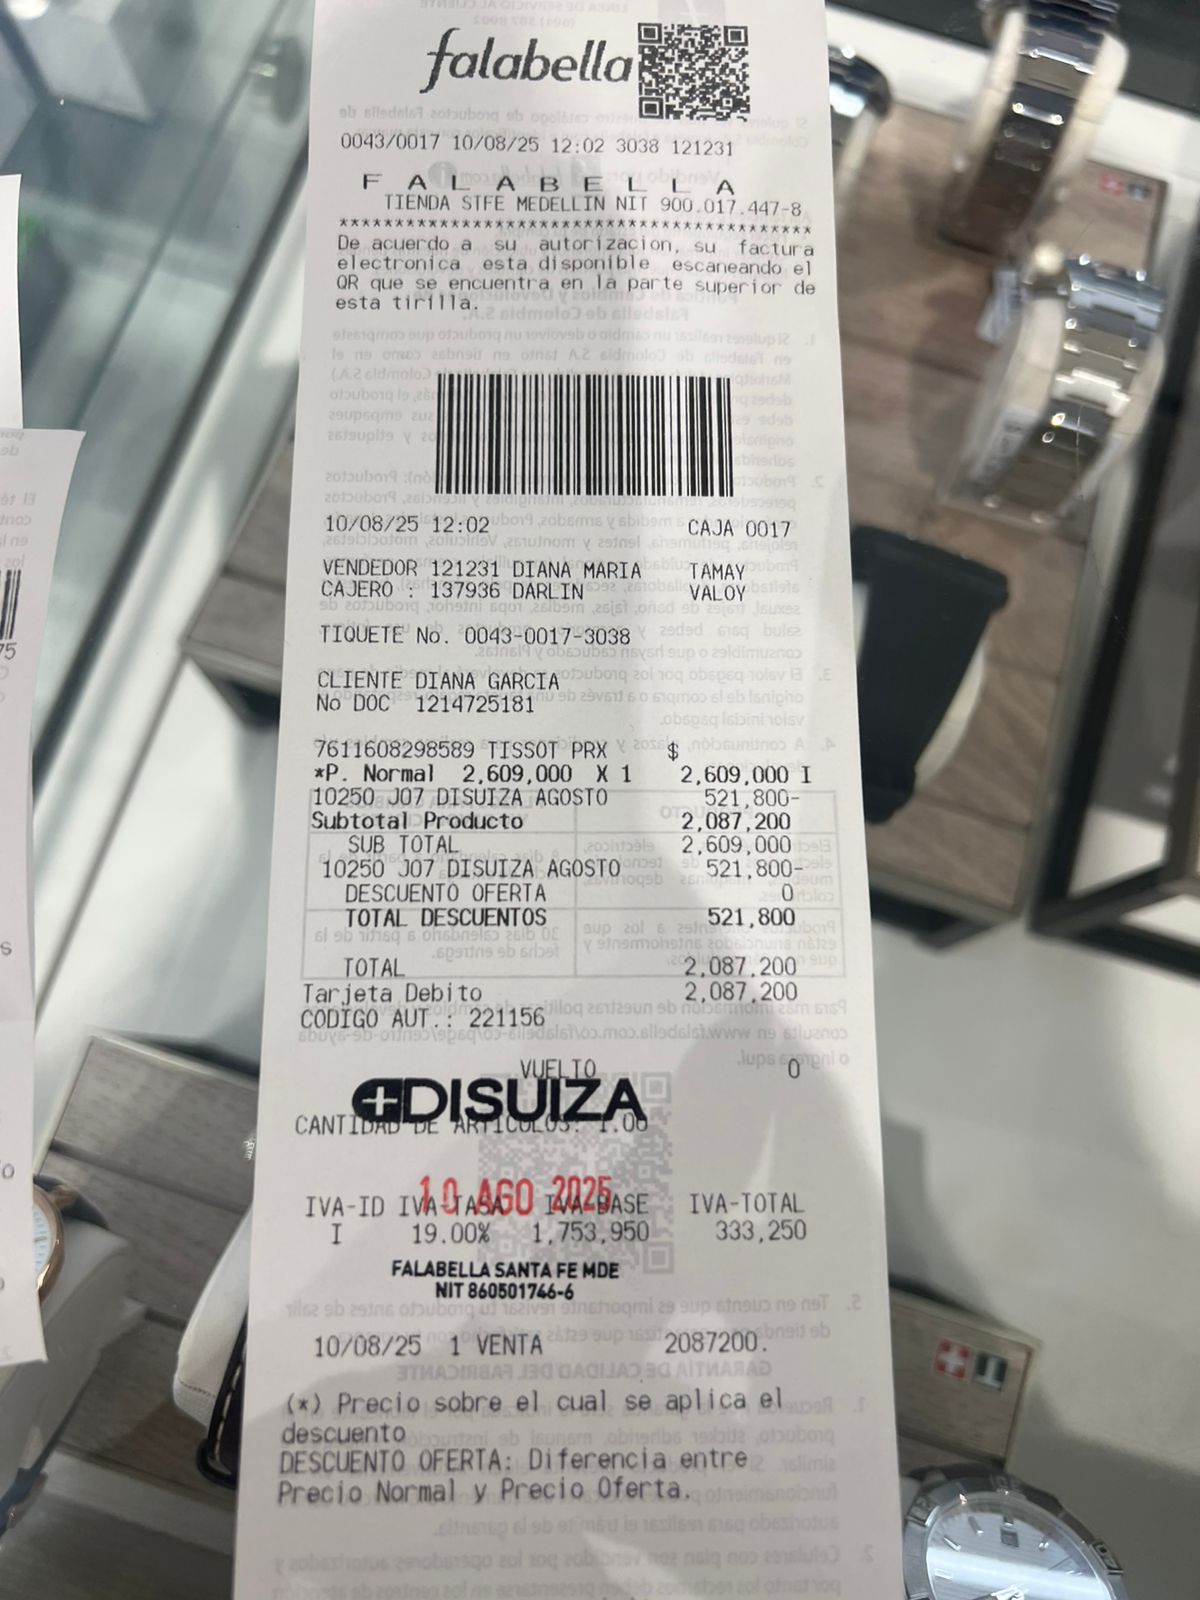 falabella
0043/0017 10/08/25 12:02 3038 121231
F A L A B E L L A
TIENDA STFE MEDELLIN NIT 900.017.447-8
****************************************
De acuerdo a su autorizacion, su factura
electronica esta disponible escaneando el
QR que se encuentra en la parte superior de
esta tirilla.
10/08/25 12:02 CAJA 0017
VENDEDOR 121231 DIANA MARIA TAMAY
CAJERO : 137936 DARLIN VALOY
TIQUETE No. 0043-0017-3038
CLIENTE DIANA GARCIA
No DOC 1214725181
7611608298589 TISSOT PRX $
*P. Normal 2,609,000 X 1 2,609,000 I
10250 J07 DISUIZA AGOSTO 521,800-
Subtotal Producto 2,087,200
SUB TOTAL 2,609,000
10250 J07 DISUIZA AGOSTO 521,800-
DESCUENTO OFERTA 0
TOTAL DESCUENTOS 521,800
TOTAL 2,087,200
Tarjeta Debito 2,087,200
CODIGO AUT.: 221156
VUELTO 0
DISUIZA
CANTIDAD DE ARTICULOS: 1.00
10 AGO 2025
IVA-ID IVA-TASA IVA-BASE IVA-TOTAL
I 19.00% 1,753,950 333,250
FALABELLA SANTA FE MDE
NIT 860501746-6
10/08/25 1 VENTA 2087200.
(*) Precio sobre el cual se aplica el
descuento
DESCUENTO OFERTA: Diferencia entre
Precio Normal y Precio Oferta.